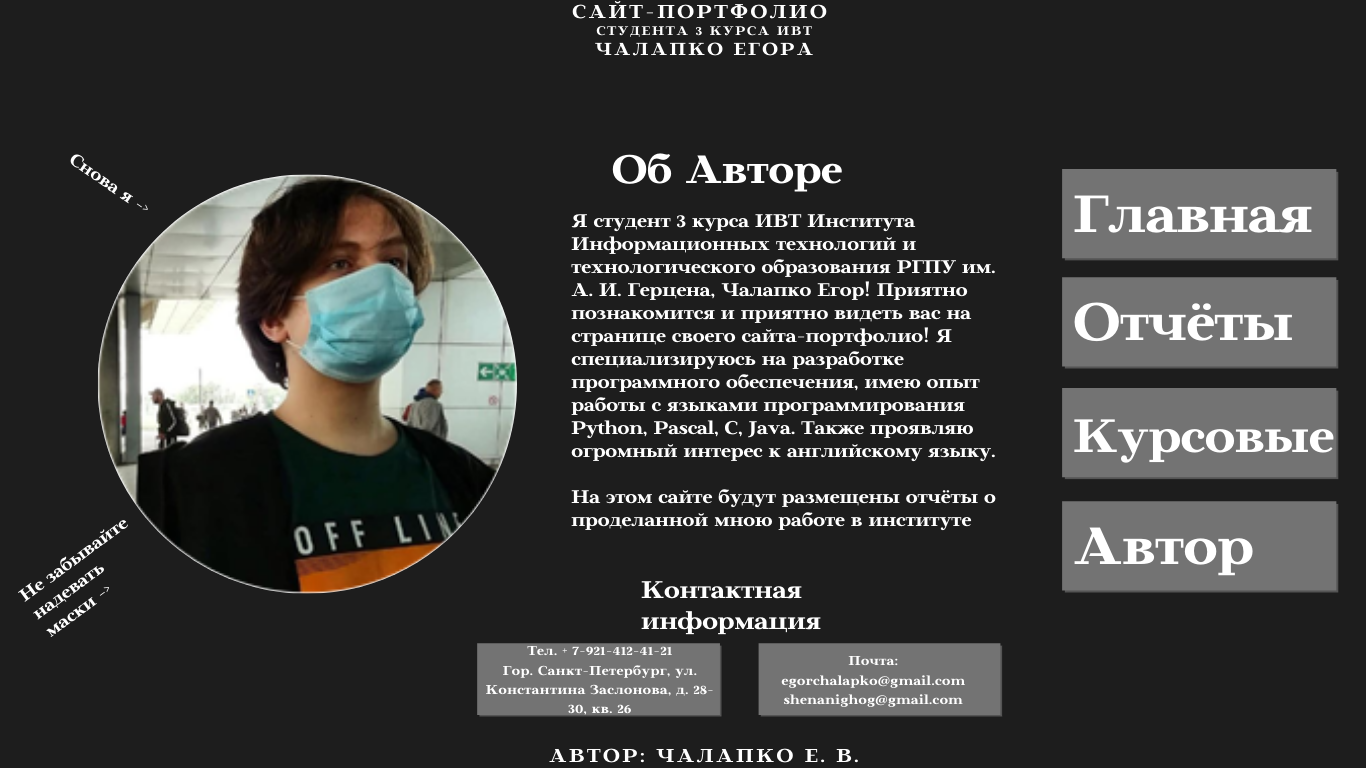 САЙТ-ПОРТФОЛИО
СТУДЕНТА 3 КУРСА ИВТ
ЧАЛАПКО ЕГОРА
Снова я ->
OFF LINE
Не забывайте
надевать
маски ->
Об Авторе
Я студент 3 курса ИВТ Института
Информационных технологий и
технологического образования РГПУ им.
А. И. Герцена, Чалапко Егор! Приятно
познакомится и приятно видеть вас на
странице своего сайта-портфолио! Я
специализируюсь на разработке
программного обеспечения, имею опыт
работы с языками программирования
Python, Pascal, C, Java. Также проявляю
огромный интерес к английскому языку.
На этом сайте будут размещены отчёты о
проделанной мною работе в институте
Главная
Отчёты
Курсовые
Автор
Контактная
информация
Тел. + 7-921-412-41-21
Гор. Санкт-Петербург, ул.
Константина Заслонова, д. 28-
30, кв. 26
Почта:
egorchalapko@gmail.com
shenanighog@gmail.com
АВТОР: ЧАЛАПКО Е. В.